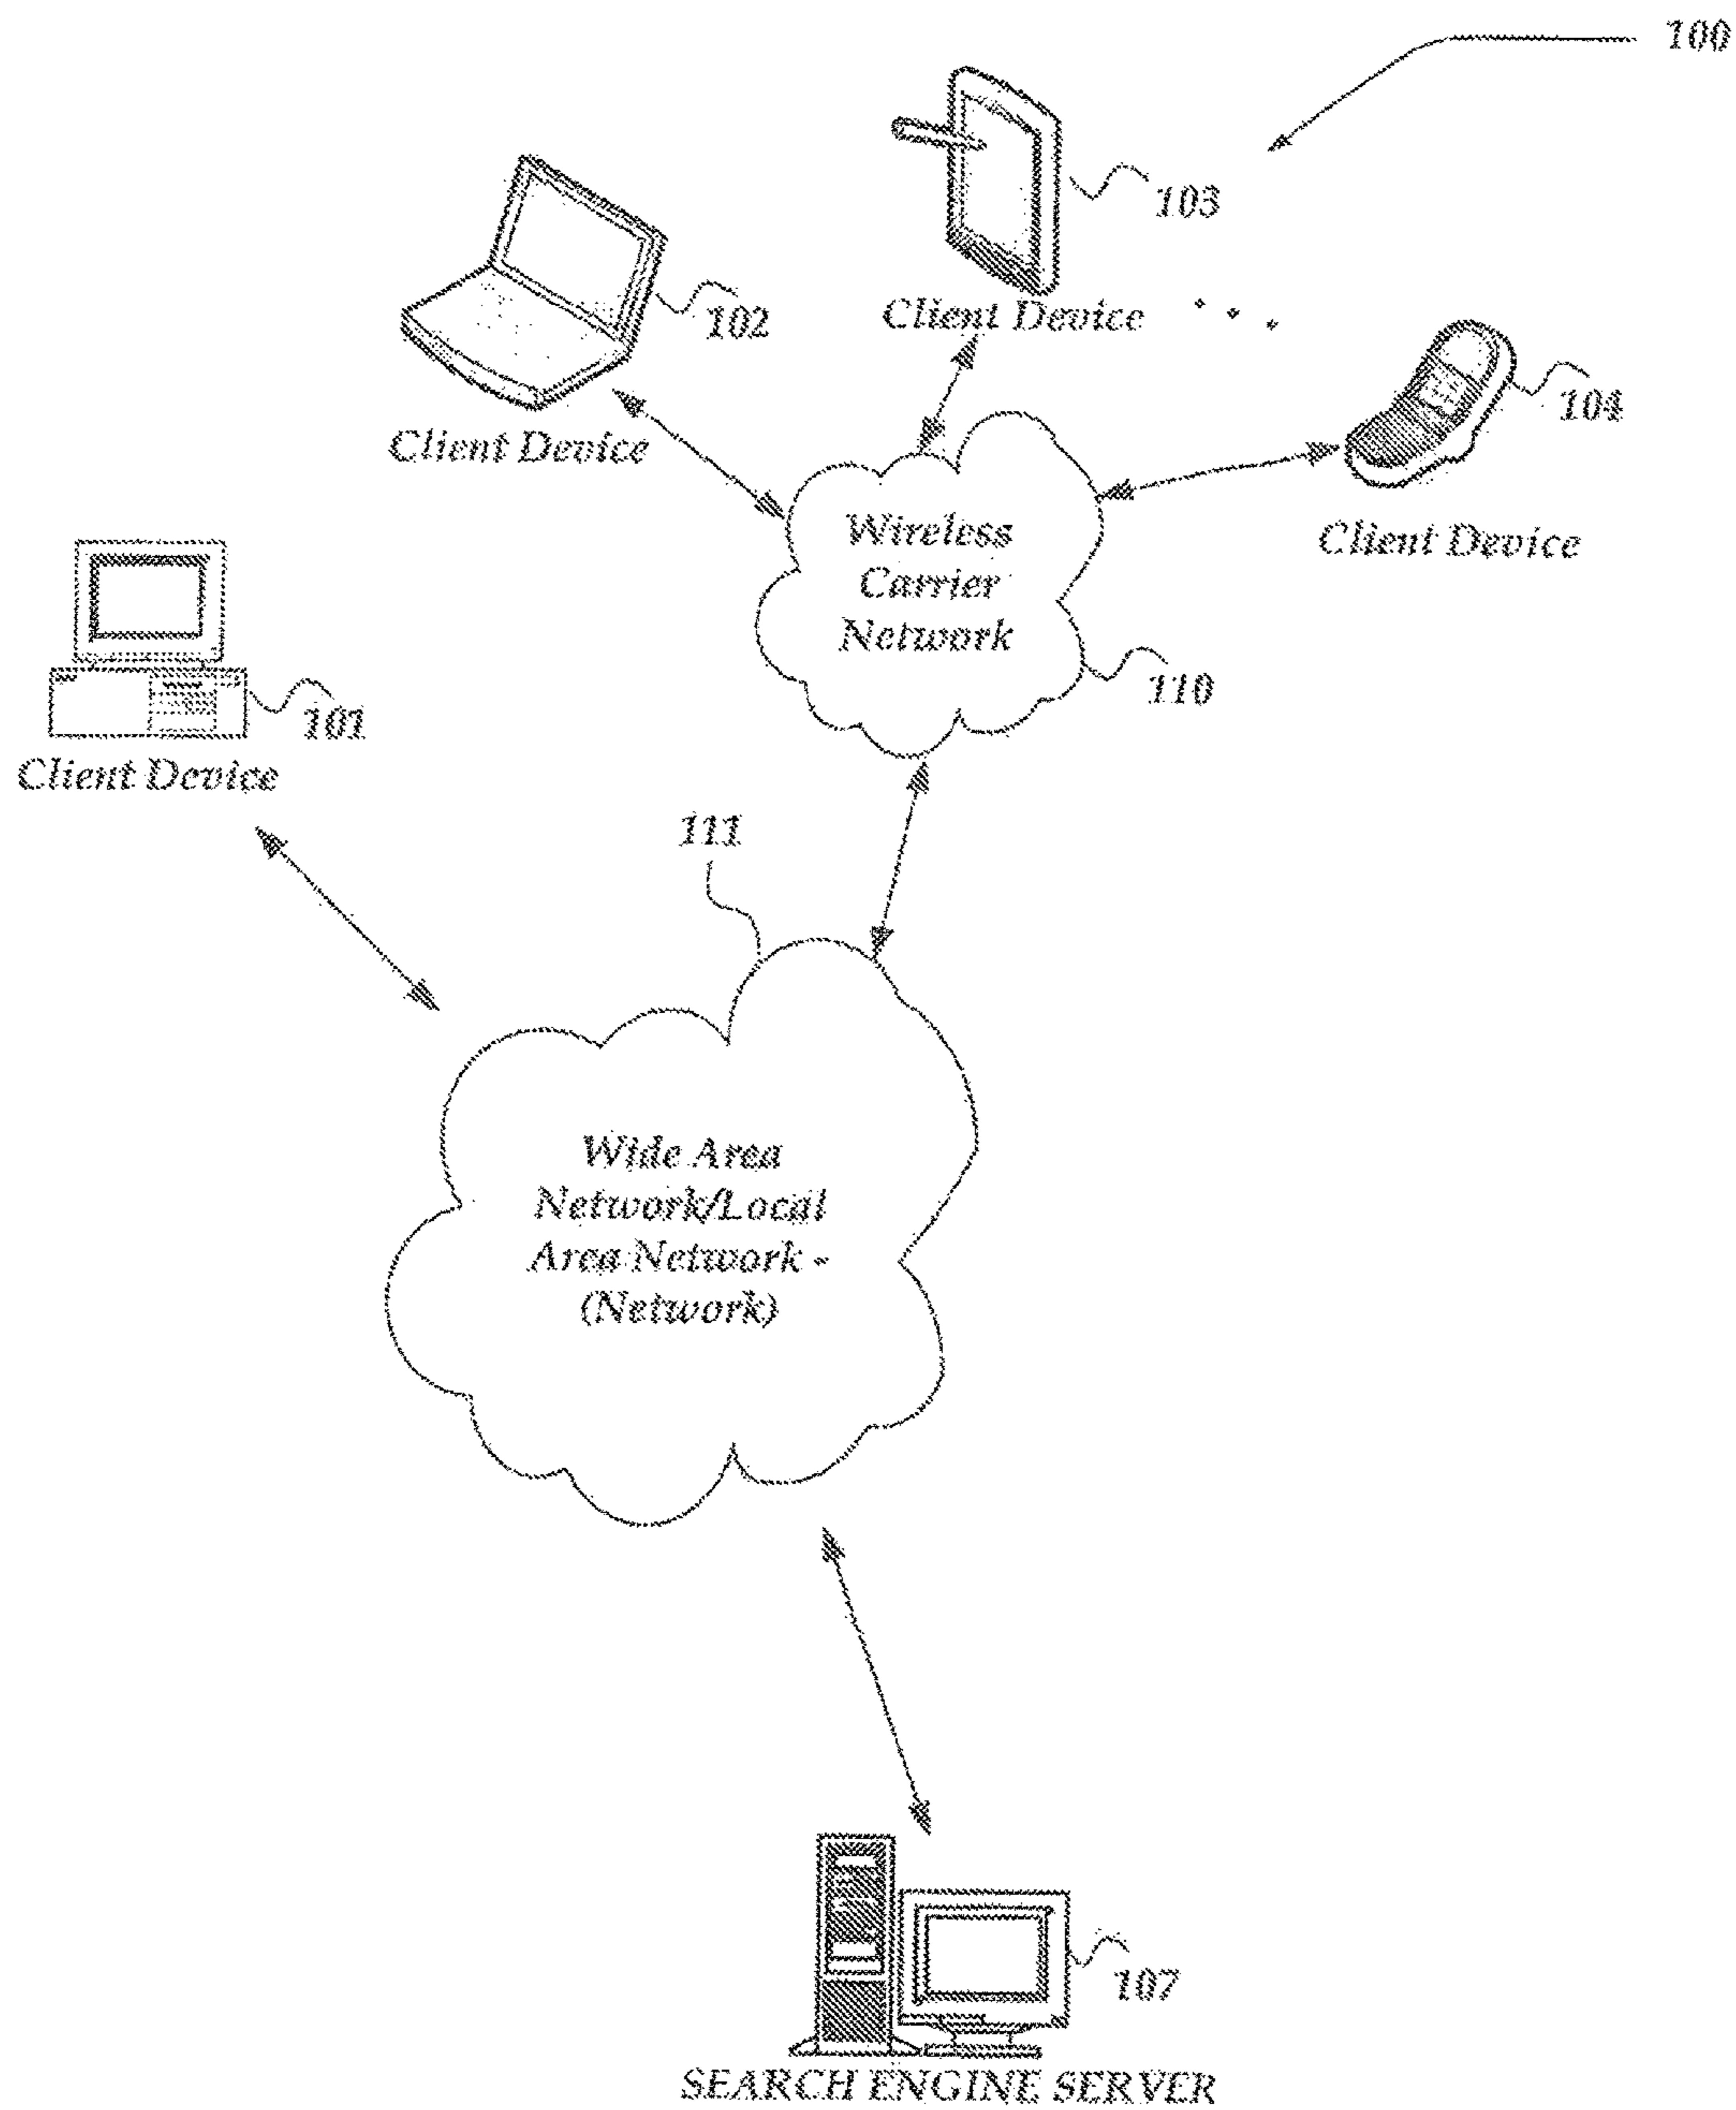 100
103
Client Device
102
Client Device
104
Client Device
Wireless
Carrier
Network
110
101
Client Device
111
Wide Area
Network/Local
Area Network -
(Network)
107
SEARCH ENGINE SERVER